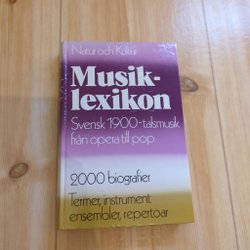 Natur och Kultur
Musik-
lexikon
Svensk 1900-talsmusik
från opera till pop
2000 biografier
Termer, instrument
ensembler, repertoar